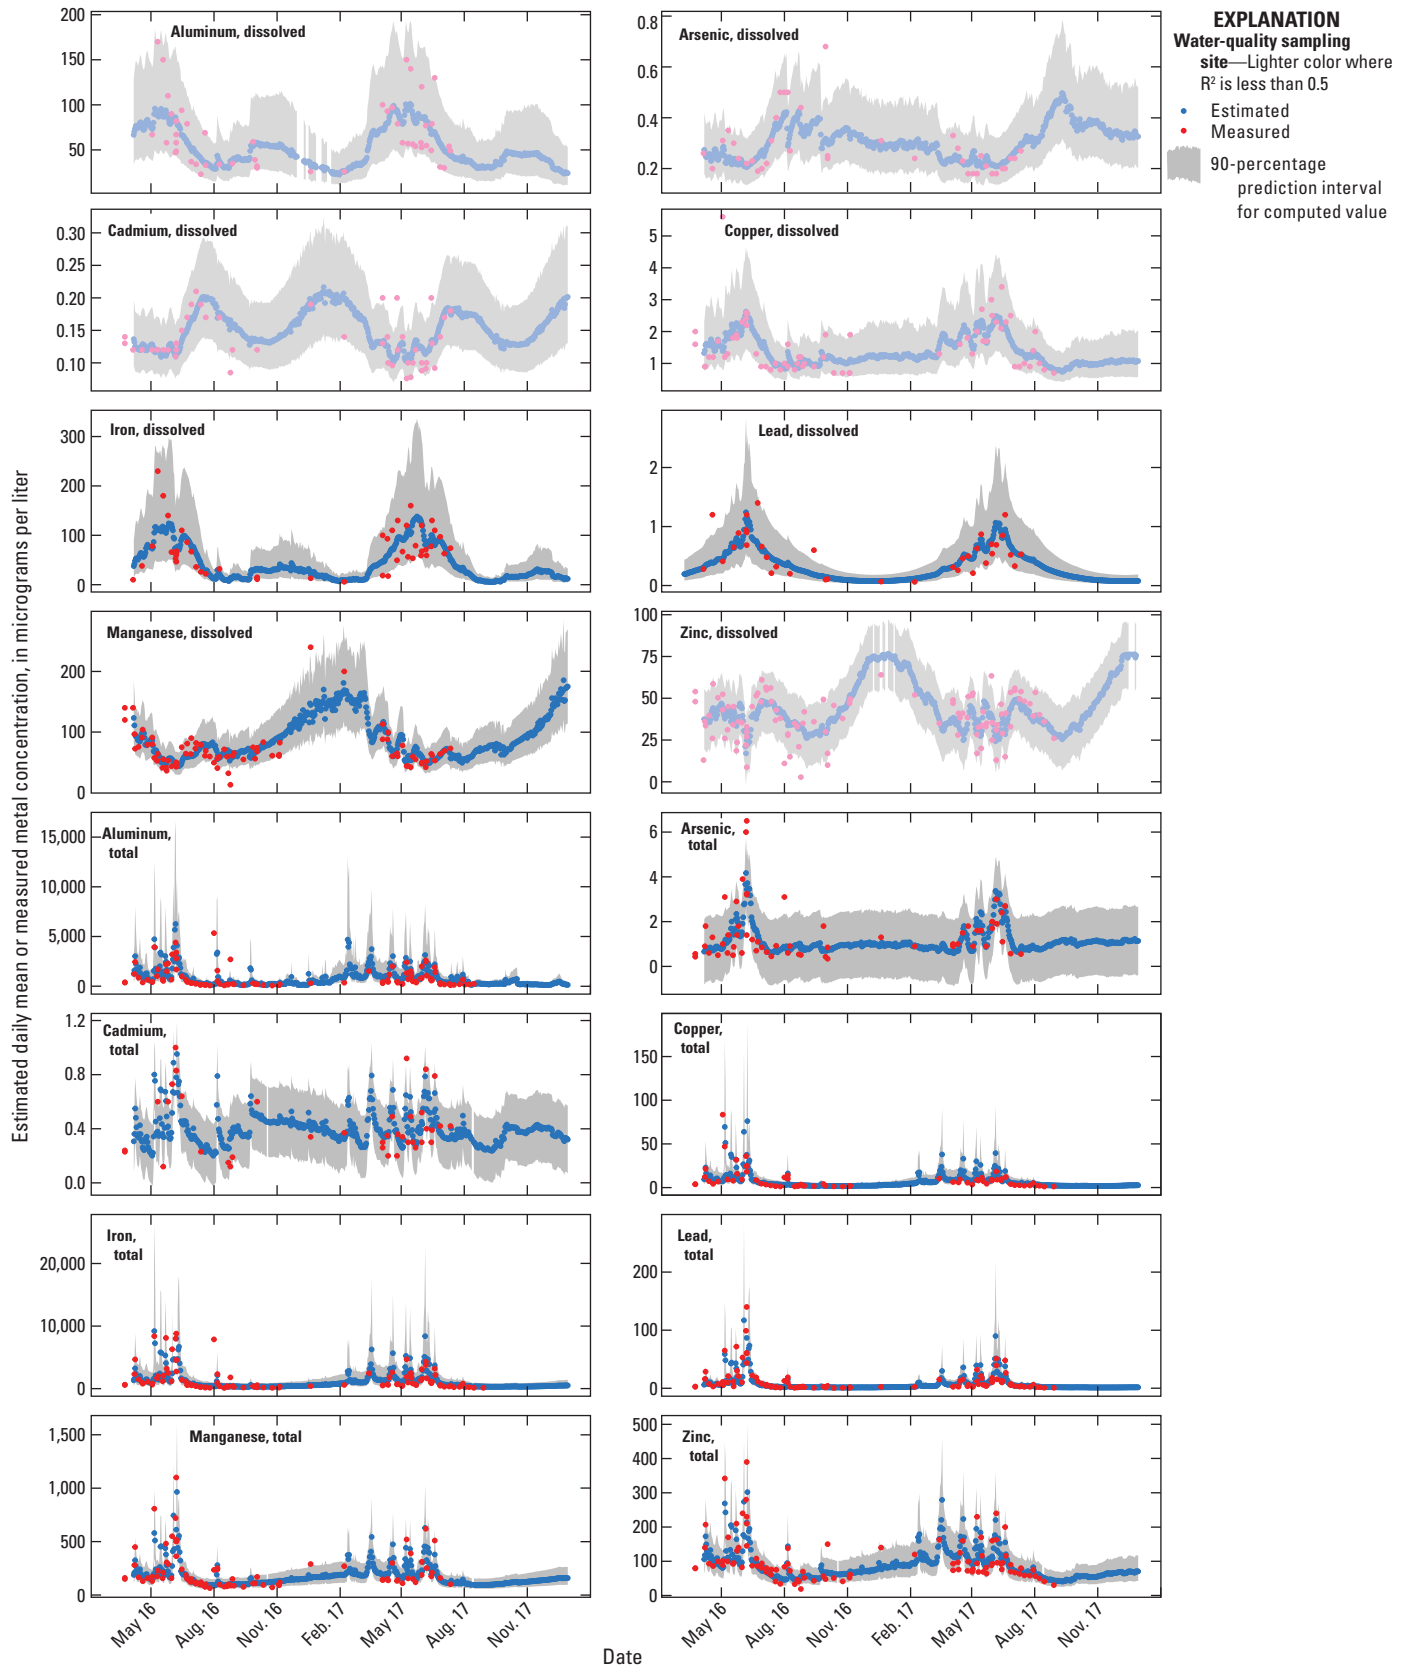 200
150
100
50
Aluminum, dissolved
0.8
0.6
0.4
0.2
Arsenic, dissolved
EXPLANATION
Water-quality sampling
site—Lighter color where
R² is less than 0.5
Estimated
Measured
90-percentage
prediction interval
for computed value
0.30
0.25
0.20
0.15
0.10
Cadmium, dissolved
5
4
3
2
1
Copper, dissolved
300
200
100
0
Iron, dissolved
2
1
0
Lead, dissolved
200
100
0
Manganese, dissolved
100
75
50
25
0
Zinc, dissolved
15,000
10,000
5,000
0
Aluminum,
total
6
4
2
0
Arsenic,
total
1.2
0.8
0.4
0.0
Cadmium,
total
150
100
50
0
Copper,
total
20,000
10,000
0
Iron,
total
200
100
0
Lead,
total
1,500
1,000
500
0
Manganese, total
500
400
300
200
100
0
Zinc,
total
May 16
Aug. 16
Nov. 16
Feb. 17
May 17
Aug. 17
Nov. 17
May 16
Aug. 16
Nov. 16
Feb. 17
May 17
Aug. 17
Nov. 17
Date
Estimated daily mean or measured metal concentration, in micrograms per liter